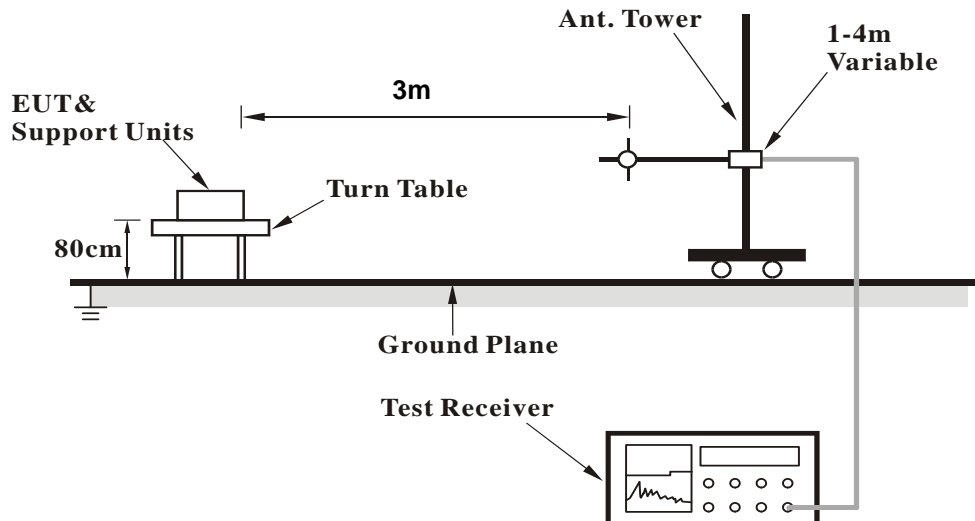 Ant. Tower
1-4m
Variable
3m
EUT&
Support Units
Turn Table
80cm
Ground Plane
Test Receiver